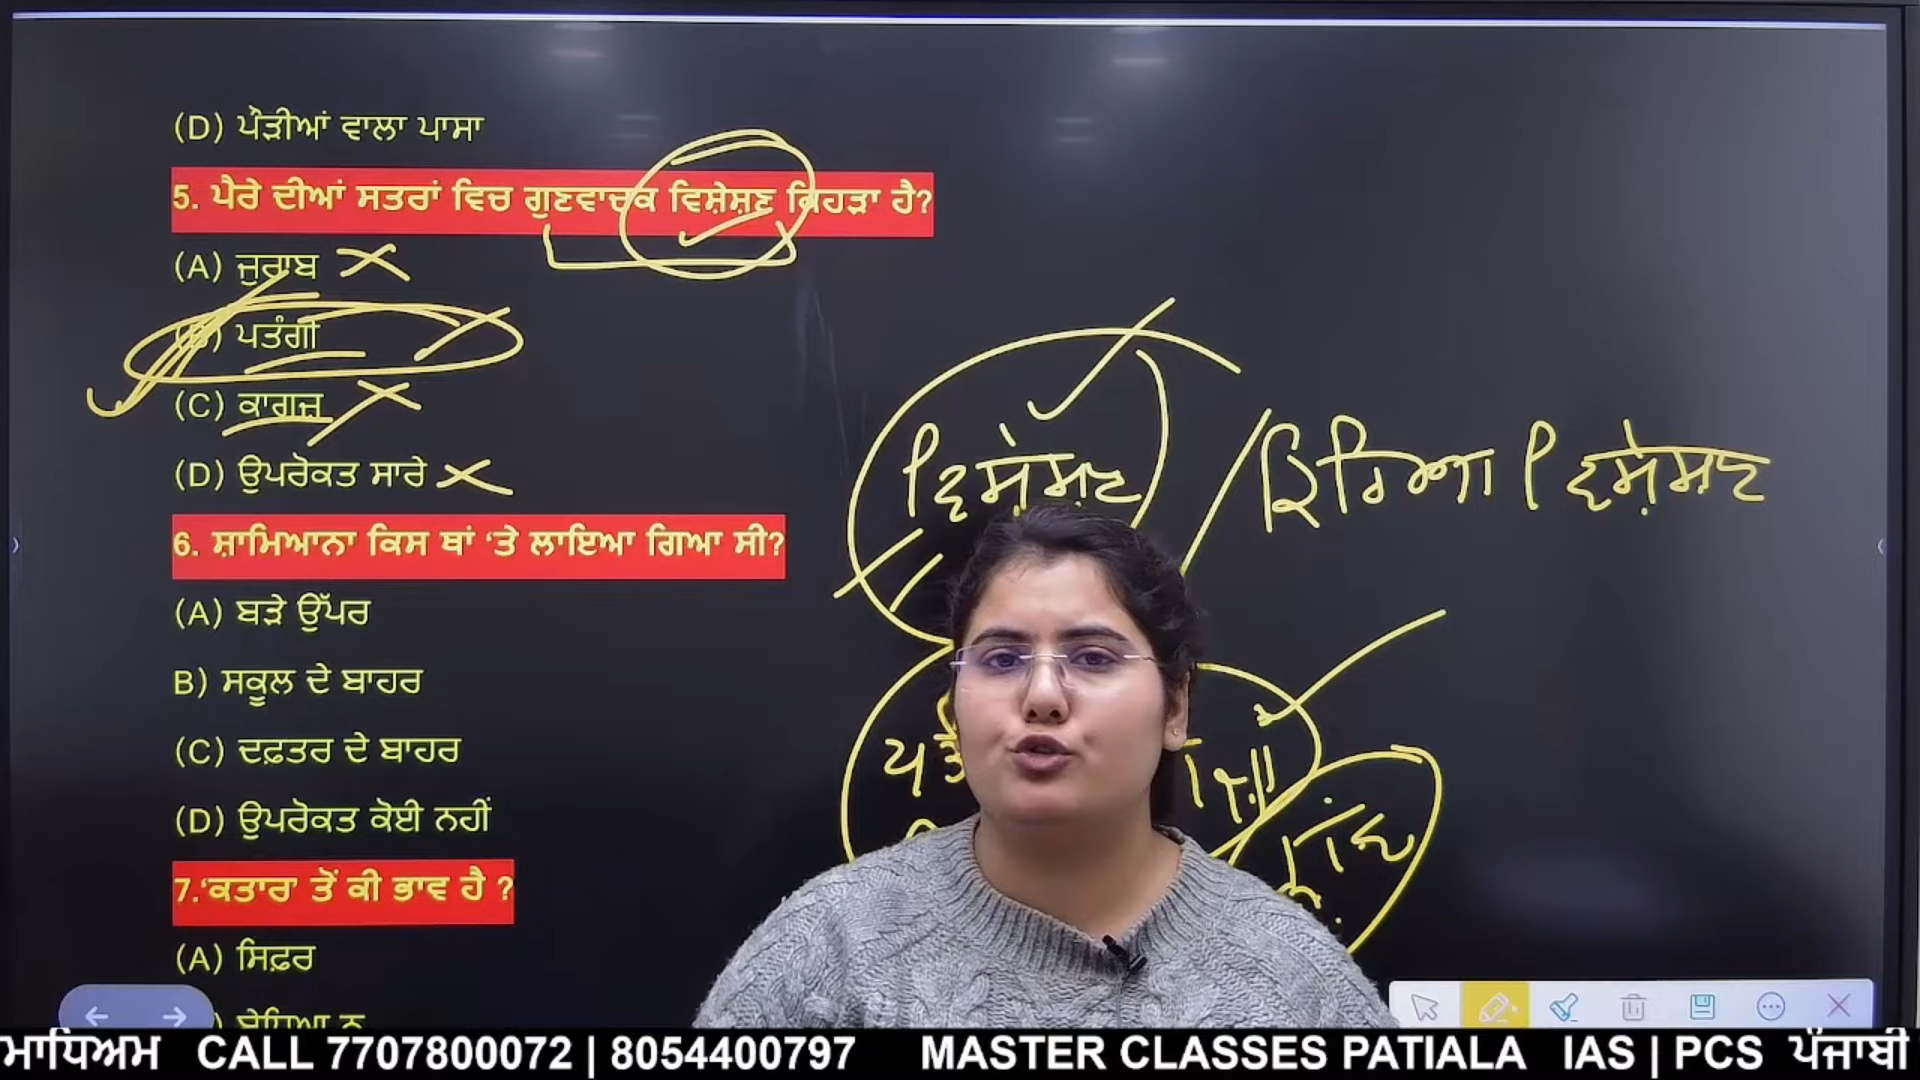 (D) ਪੌੜੀਆਂ ਵਾਲਾ ਪਾਸਾ
5. ਪੈਰੇ ਦੀਆਂ ਸਤਰਾਂ ਵਿਚ ਗੁਣਵਾਚਕ ਵਿਸ਼ੇਸ਼ਣ ਕਿਹੜਾ ਹੈ?
(A) ਜੁਰਾਬ
(B) ਪਤੰਗੀ
(C) ਕਾਗਜ਼
(D) ਉਪਰੋਕਤ ਸਾਰੇ
ਵਿਸ਼ੇਸ਼ਣ / ਕਿਰਿਆ ਵਿਸ਼ੇਸ਼ਣ
6. ਸ਼ਾਮਿਆਨਾ ਕਿਸ ਥਾਂ ‘ਤੇ ਲਾਇਆ ਗਿਆ ਸੀ?
(A) ਬੜੇ ਉੱਪਰ
B) ਸਕੂਲ ਦੇ ਬਾਹਰ
(C) ਦਫ਼ਤਰ ਦੇ ਬਾਹਰ
(D) ਉਪਰੋਕਤ ਕੋਈ ਨਹੀਂ
7.‘ਕਤਾਰ’ ਤੋਂ ਕੀ ਭਾਵ ਹੈ ?
(A) ਸਿਫ਼ਰ
ਮਾਧਿਅਮ CALL 7707800072 | 8054400797 MASTER CLASSES PATIALA IAS | PCS ਪੰਜਾਬੀ